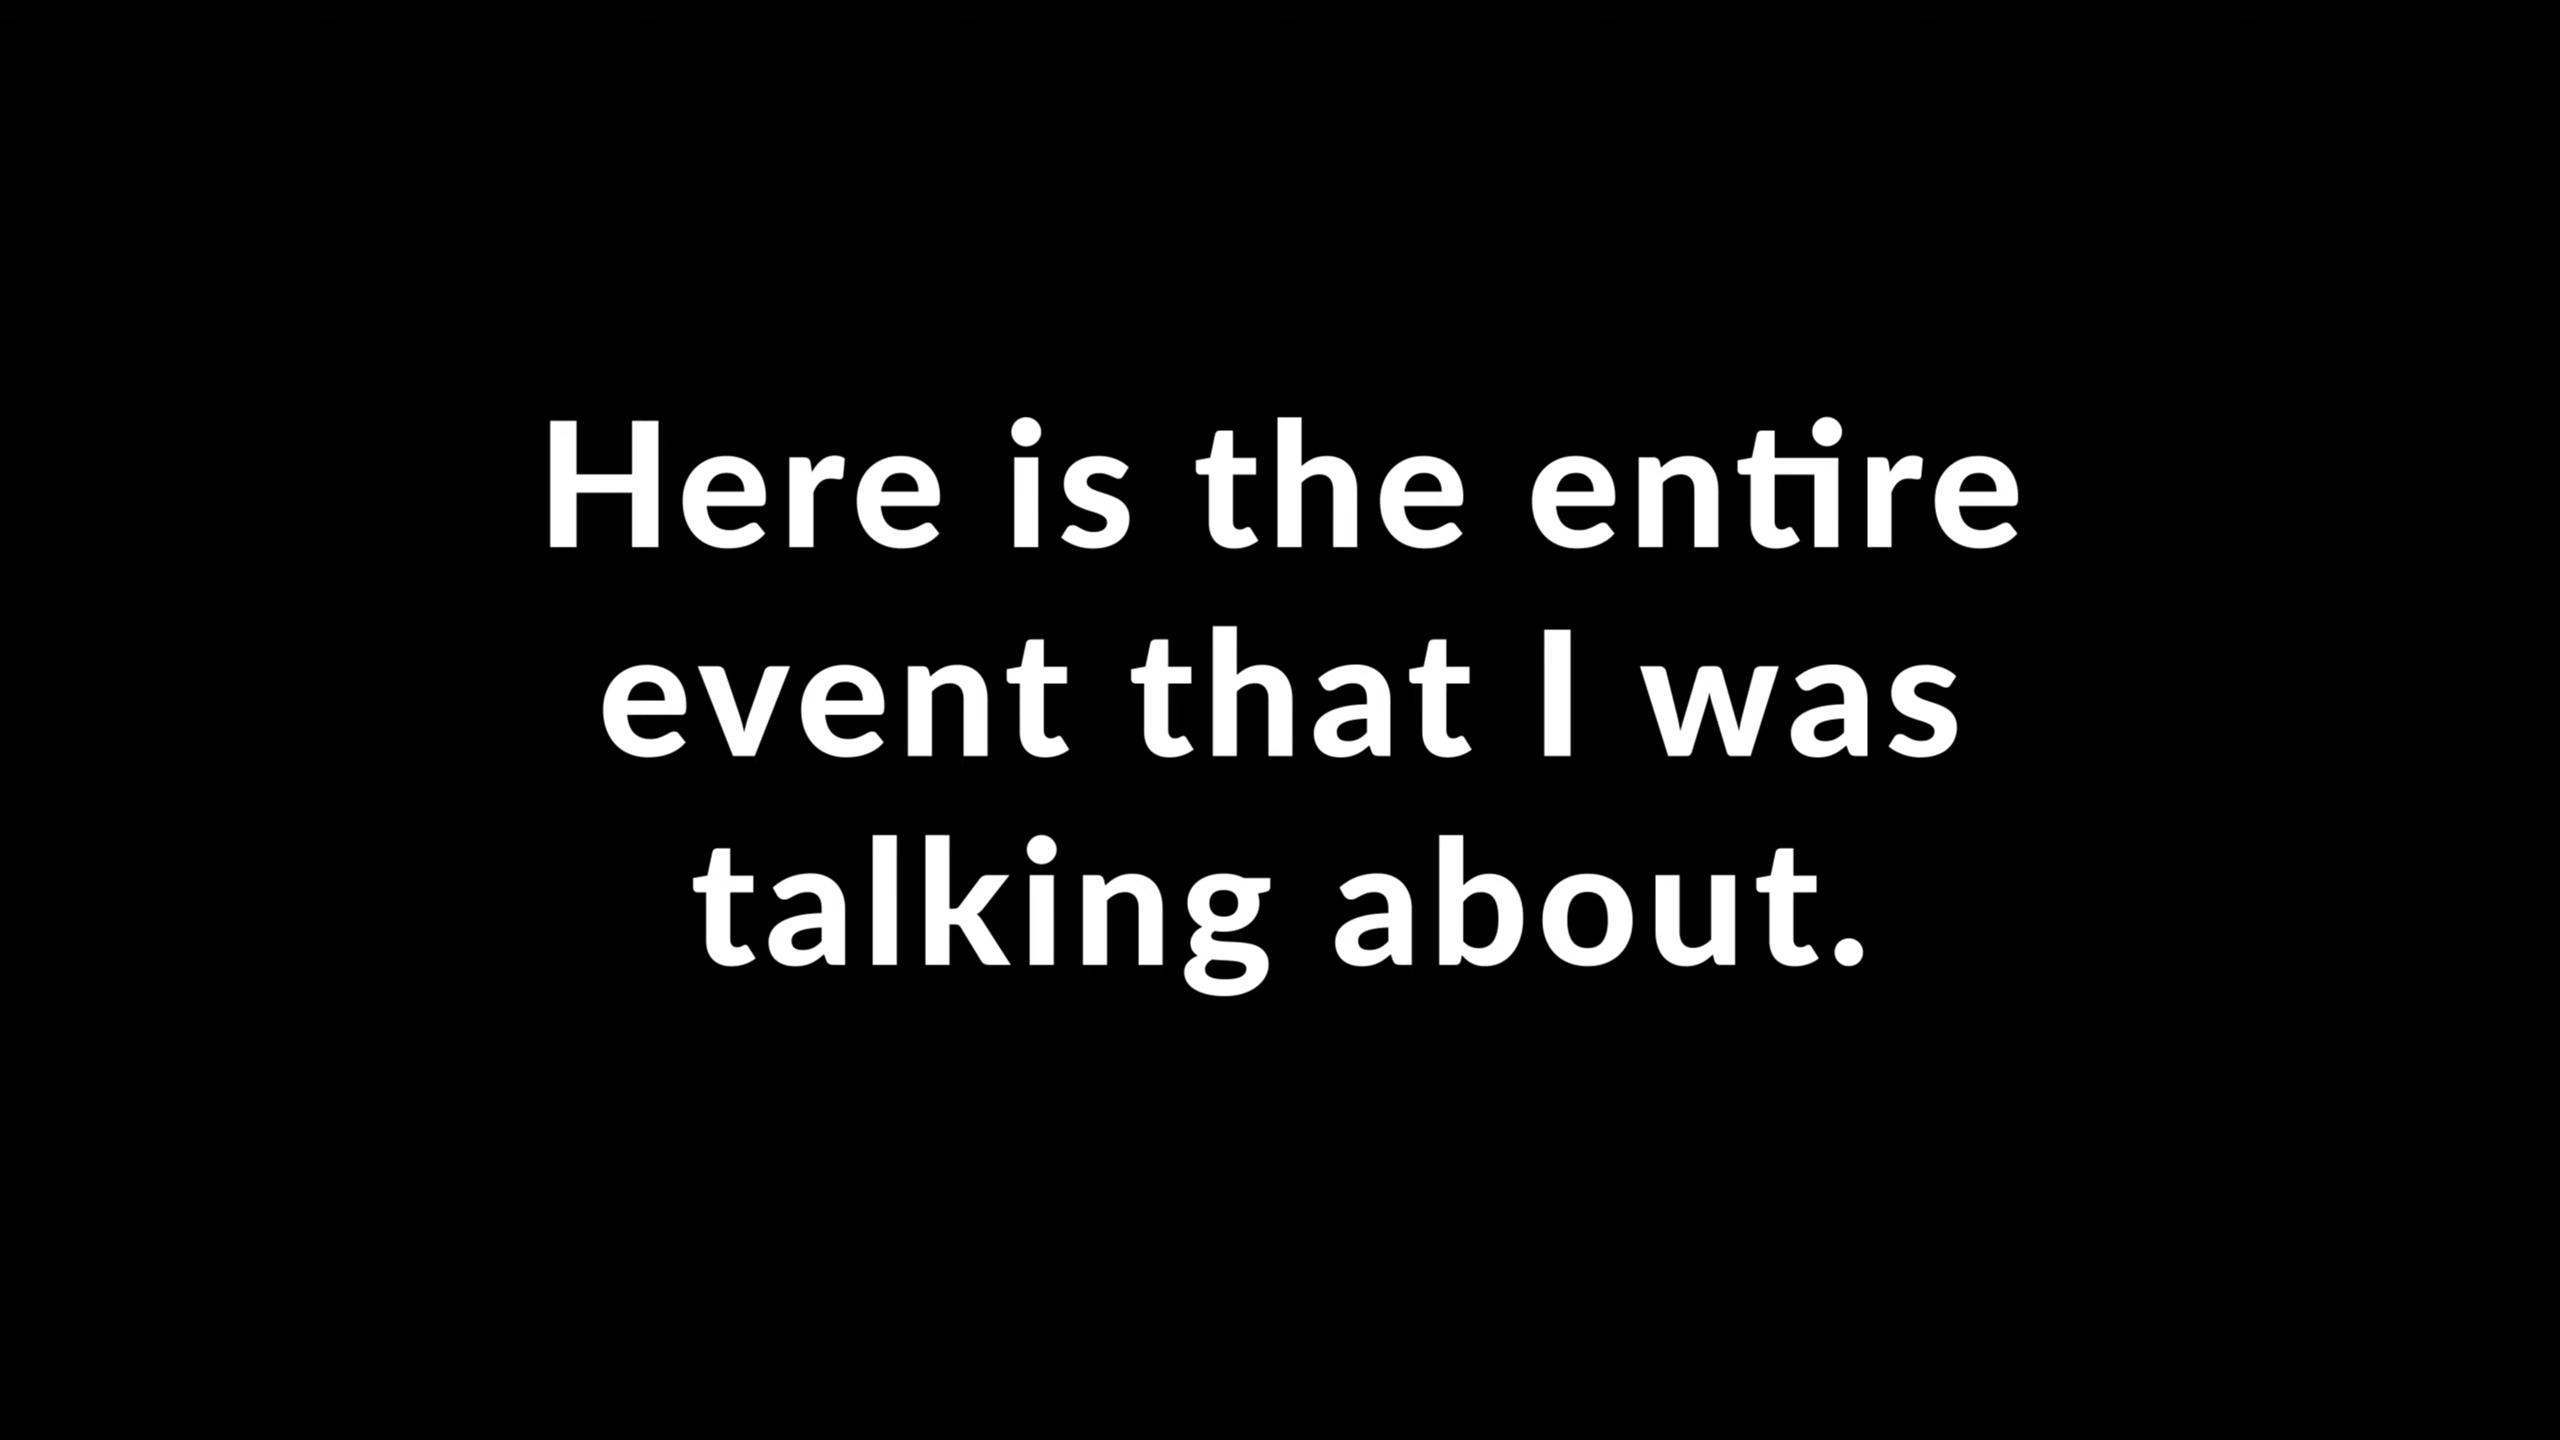 Here is the entire
event that I was
talking about.